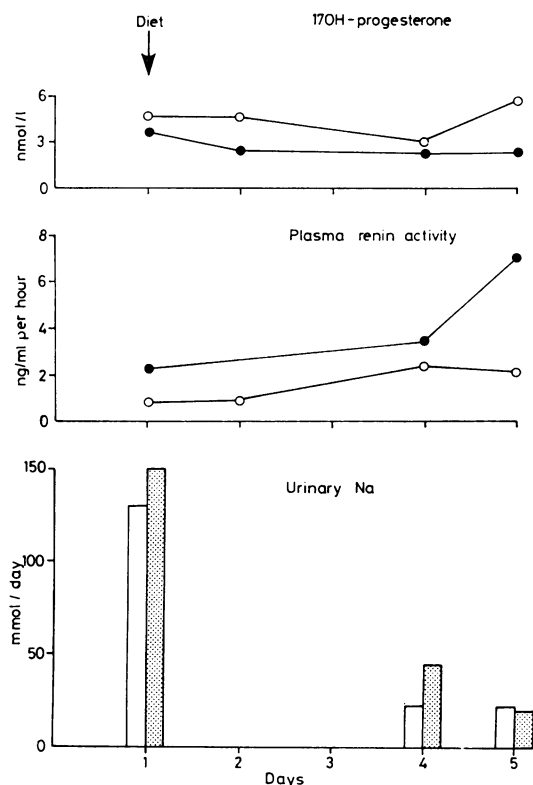 Diet
17OH-progesterone
nmol/l
6
3
0
Plasma renin activity
ng/ml per hour
8
6
4
2
0
Urinary Na
mmol/day
150
100
50
0
1
2
3
4
5
Days